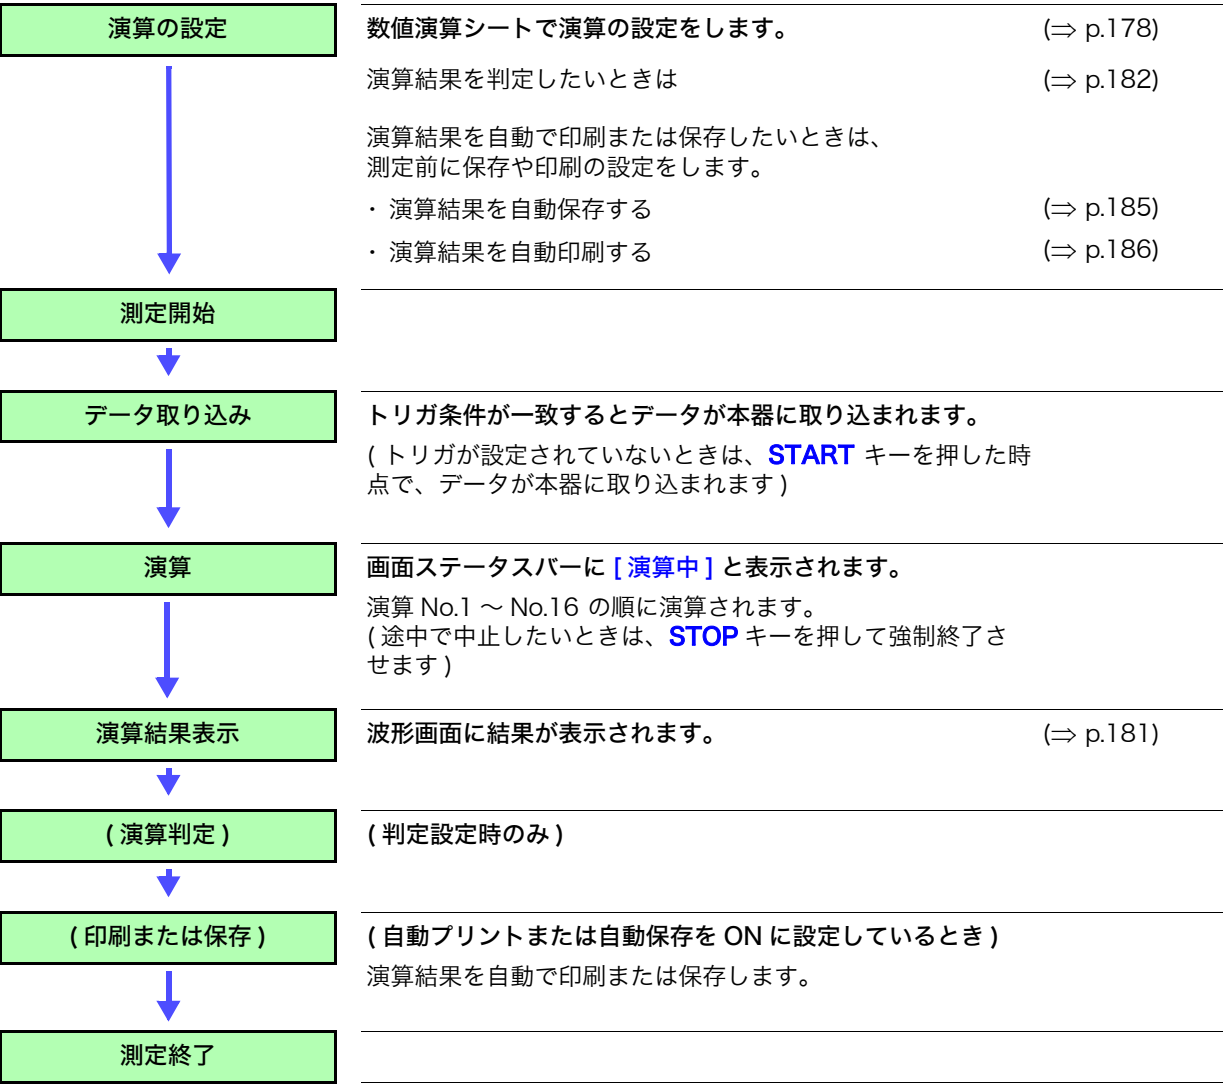 演算の設定
数値演算シートで演算の設定をします。 (⇒ p.178)
演算結果を判定したいときは (⇒ p.182)
演算結果を自動で印刷または保存したいときは、
測定前に保存や印刷の設定をします。
・ 演算結果を自動保存する (⇒ p.185)
・ 演算結果を自動印刷する (⇒ p.186)
測定開始
データ取り込み
トリガ条件が一致するとデータが本器に取り込まれます。
( トリガが設定されていないときは、START キーを押した時
点で、データが本器に取り込まれます )
演算
画面ステータスバーに [ 演算中 ] と表示されます。
演算 No.1 ～ No.16 の順に演算されます。
( 途中で中止したいときは、STOP キーを押して強制終了さ
せます )
演算結果表示
波形画面に結果が表示されます。 (⇒ p.181)
( 演算判定 )
( 判定設定時のみ )
( 印刷または保存 )
( 自動プリントまたは自動保存を ON に設定しているとき )
演算結果を自動で印刷または保存します。
測定終了